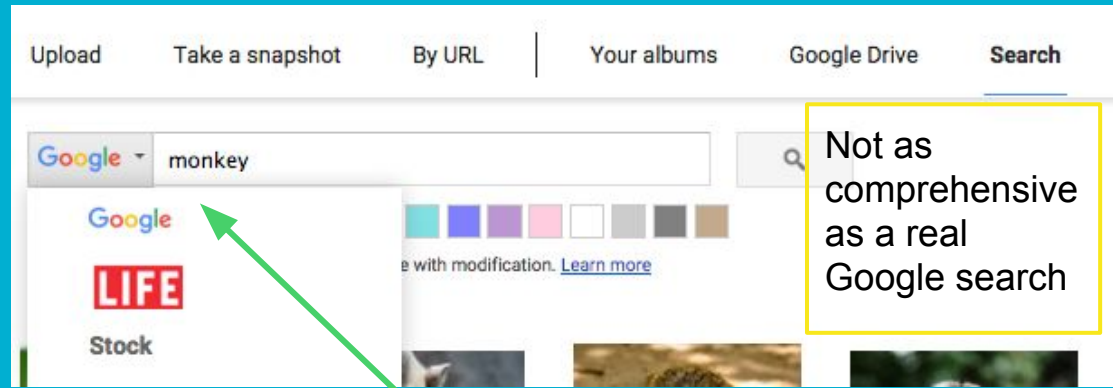 Upload Take a snapshot By URL Your albums Google Drive Search
Google monkey
Not as
comprehensive
as a real
Google search
Google
e with modification. Learn more
LIFE
Stock